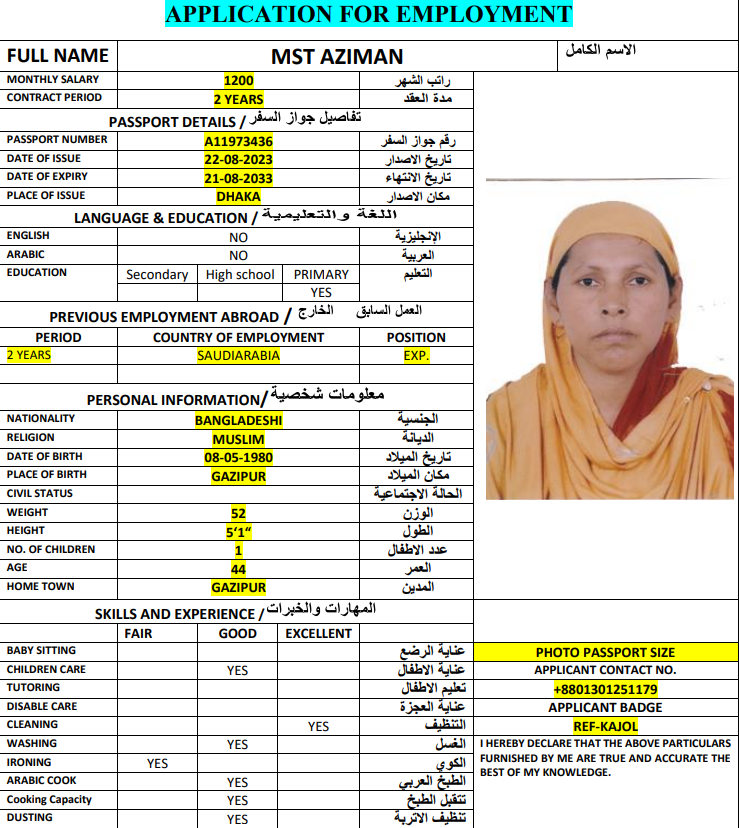 APPLICATION FOR EMPLOYMENT
FULL NAME MST AZIMAN الاسم الكامل
MONTHLY SALARY 1200 راتب الشهر
CONTRACT PERIOD 2 YEARS مدة العقد
PASSPORT DETAILS / تفاصيل جواز السفر
PASSPORT NUMBER A11973436 رقم جواز السفر
DATE OF ISSUE 22-08-2023 تاريخ الاصدار
DATE OF EXPIRY 21-08-2033 تاريخ الانتهاء
PLACE OF ISSUE DHAKA مكان الاصدار
LANGUAGE & EDUCATION / اللغة والتعليمية
ENGLISH NO الإنجليزية
ARABIC NO العربية
EDUCATION Secondary High school PRIMARY التعليم
YES
PREVIOUS EMPLOYMENT ABROAD / العمل السابق الخارج
PERIOD COUNTRY OF EMPLOYMENT POSITION
2 YEARS SAUDIARABIA EXP.
PERSONAL INFORMATION/ معلومات شخصية
NATIONALITY BANGLADESHI الجنسية
RELIGION MUSLIM الديانة
DATE OF BIRTH 08-05-1980 تاريخ الميلاد
PLACE OF BIRTH GAZIPUR مكان الميلاد
CIVIL STATUS الحالة الاجتماعية
WEIGHT 52 الوزن
HEIGHT 5‘1“ الطول
NO. OF CHILDREN 1 عدد الاطفال
AGE 44 العمر
HOME TOWN GAZIPUR المدين
SKILLS AND EXPERIENCE / المهارات والخبرات
FAIR GOOD EXCELLENT
BABY SITTING عناية الرضع PHOTO PASSPORT SIZE
CHILDREN CARE YES عناية الاطفال APPLICANT CONTACT NO.
TUTORING تعليم الاطفال +8801301251179
DISABLE CARE عناية العجزة APPLICANT BADGE
CLEANING YES التنظيف REF-KAJOL
WASHING YES الغسل I HEREBY DECLARE THAT THE ABOVE PARTICULARS
IRONING YES الكوي FURNISHED BY ME ARE TRUE AND ACCURATE THE
ARABIC COOK YES الطبخ العربي BEST OF MY KNOWLEDGE.
Cooking Capacity YES تتقبل الطبخ
DUSTING YES تنظيف الاتربة